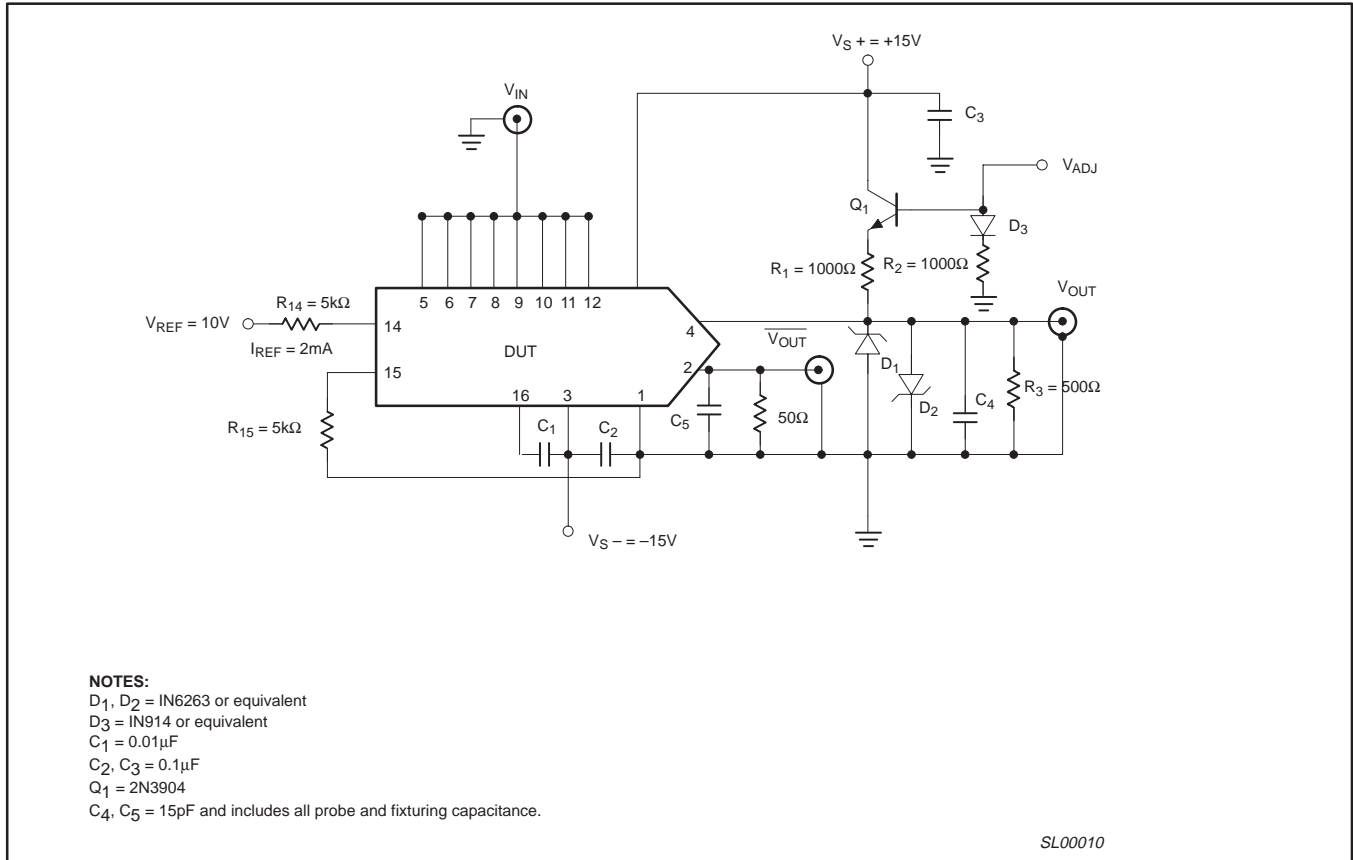 VS + = +15V
VIN
C3
VADJ
Q1
D3
R1 = 1000Ω
R2 = 1000Ω
VOUT
R14 = 5kΩ
5 6 7 8 9 10 11 12
VREF = 10V
14
4
IREF = 2mA
VOUT
DUT
D1
15
2
R3 = 500Ω
D2
C4
16 3 1
C5
50Ω
R15 = 5kΩ
C1
C2
VS – = –15V
NOTES:
D1, D2 = IN6263 or equivalent
D3 = IN914 or equivalent
C1 = 0.01µF
C2, C3 = 0.1µF
Q1 = 2N3904
C4, C5 = 15pF and includes all probe and fixturing capacitance.
SL00010